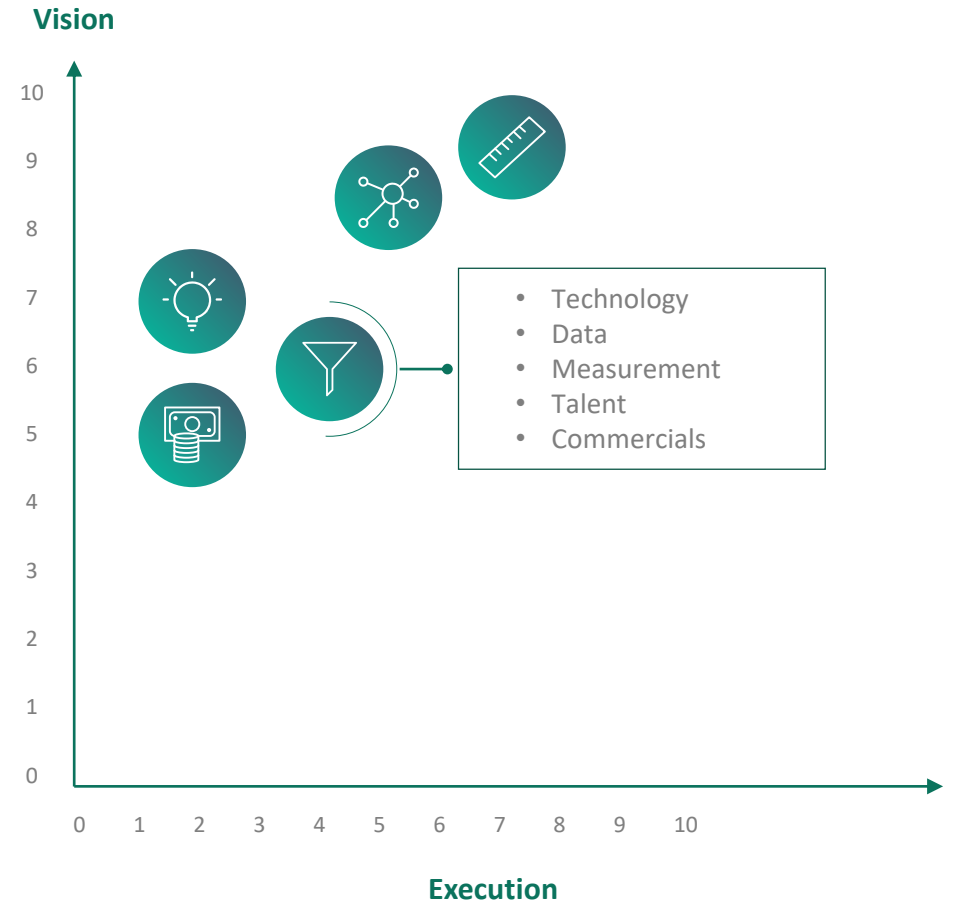 Vision
10
9
8
7
• Technology
• Data
6
• Measurement
• Talent
5
• Commercials
4
3
2
1
0
0 1 2 3 4 5 6 7 8 9 10
Execution